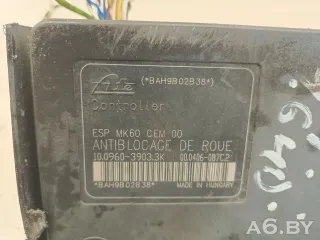 Ate
(*BAH9B02B38*)
Controller
ESP MK60 CEM 00
ANTIBLOCAGE DE ROUE
10.0960-3903.3K 00.0406-0B7C2
*BAH9B02B38* MADE IN HUNGARY
A6.BY